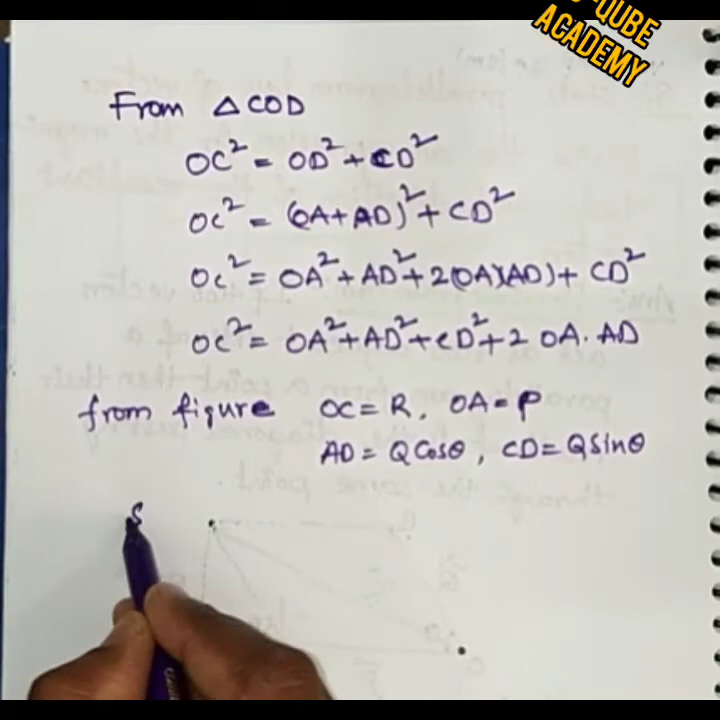 QUBE
ACADEMY
From △COD
OC² = OD² + CD²
OC² = (OA+AD)² + CD²
OC² = OA² + AD² + 2(OA)(AD) + CD²
OC² = OA² + AD² + CD² + 2 OA. AD
from figure OC = R, OA = P
AD = Q Cosθ, CD = Q Sinθ
S